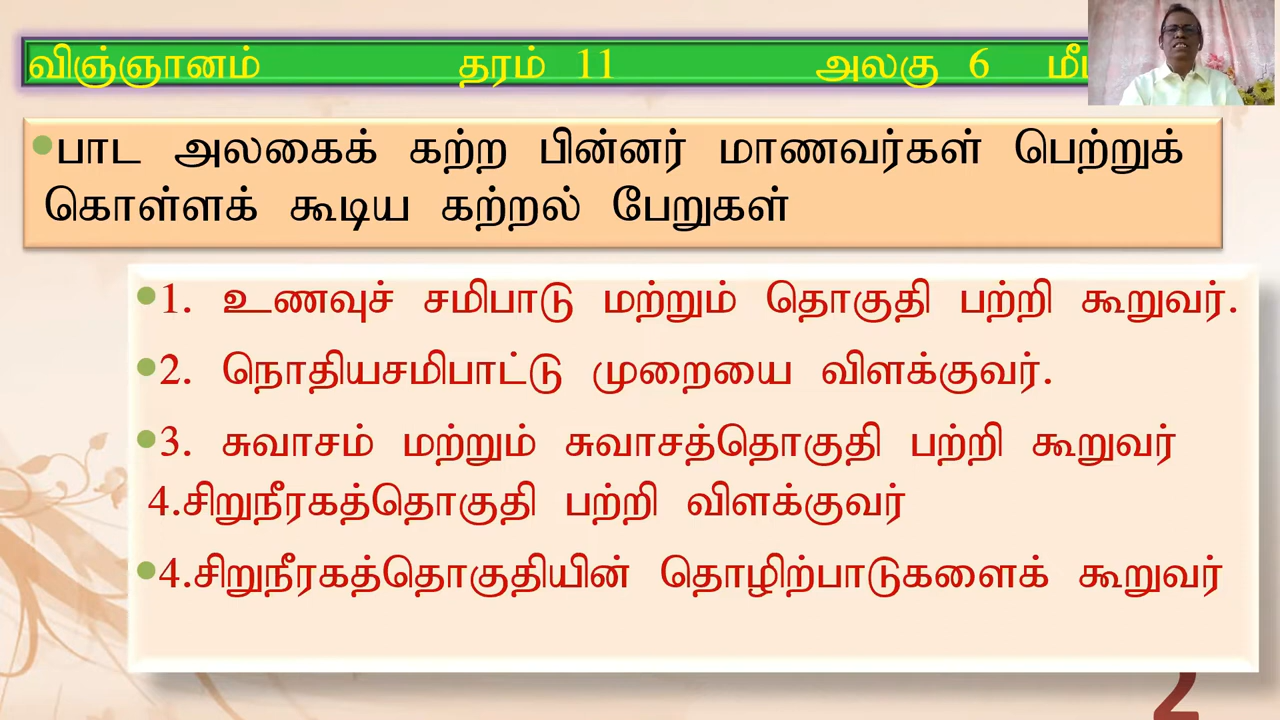 விஞ்ஞானம் தரம் 11 அலகு 6
பாட அலகைக் கற்ற பின்னர் மாணவர்கள் பெற்றுக்
கொள்ளக் கூடிய கற்றல் பேறுகள்
1. உணவுச் சமிபாடு மற்றும் தொகுதி பற்றி கூறுவர்.
2. நொதியசமிபாட்டு முறையை விளக்குவர்.
3. சுவாசம் மற்றும் சுவாசத்தொகுதி பற்றி கூறுவர்
4.சிறுநீரகத்தொகுதி பற்றி விளக்குவர்
4.சிறுநீரகத்தொகுதியின் தொழிற்பாடுகளைக் கூறுவர்
2